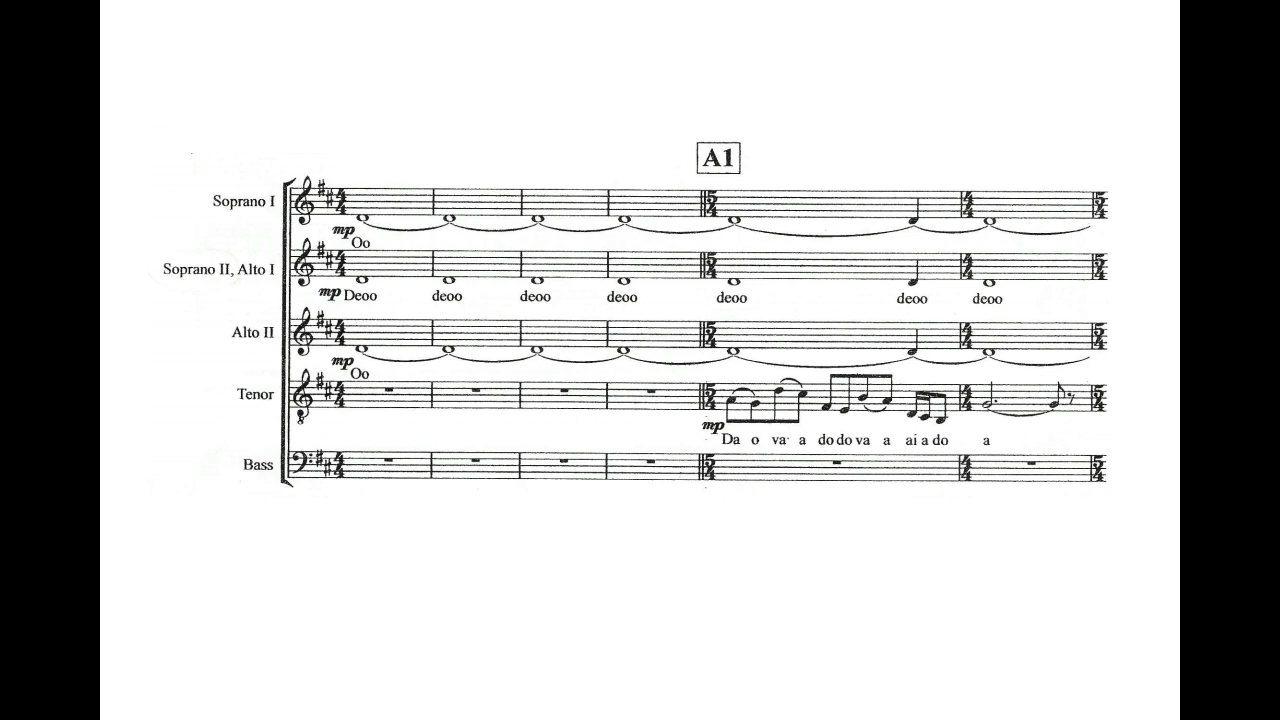 A1
Soprano I
mp
Oo
Soprano II, Alto I
mp Deoo deoo deoo deoo deoo deoo deoo
Alto II
mp
Oo
Tenor
mp
Da o va a do do va a ai a do a
Bass